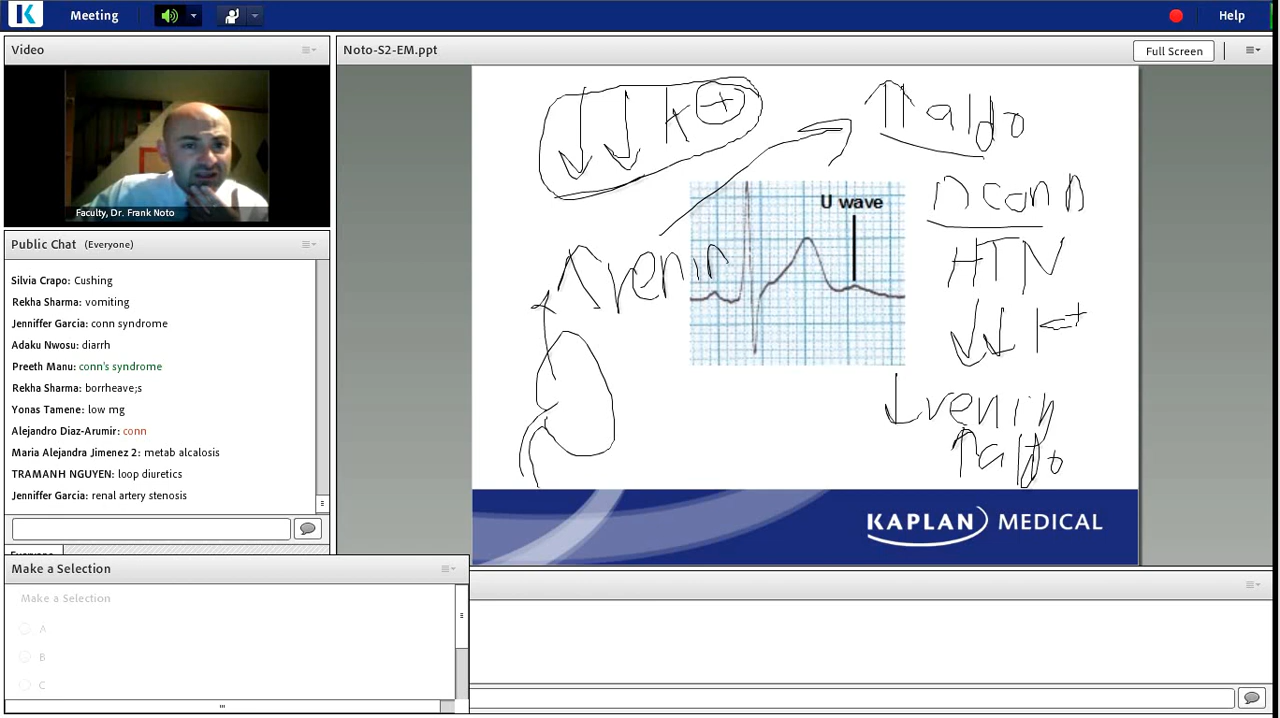 Meeting
Help
Video
Faculty, Dr. Frank Noto
Public Chat (Everyone)
Silvia Crapo: Cushing
Rekha Sharma: vomiting
Jenniffer Garcia: conn syndrome
Adaku Nwosu: diarrh
Preeth Manu: conn's syndrome
Rekha Sharma: borrheave;s
Yonas Tamene: low mg
Alejandro Diaz-Arumir: conn
Maria Alejandra Jimenez 2: metab alcalosis
TRAMANH NGUYEN: loop diuretics
Jenniffer Garcia: renal artery stenosis
Everyone
Make a Selection
Make a Selection
A
B
C
Noto-S2-EM.ppt
Full Screen
↓↓ K+
↑↑ aldo
U wave
conn
HTN
↑ renin
↓↓ K+
↓ renin
↑ aldo
KAPLAN MEDICAL